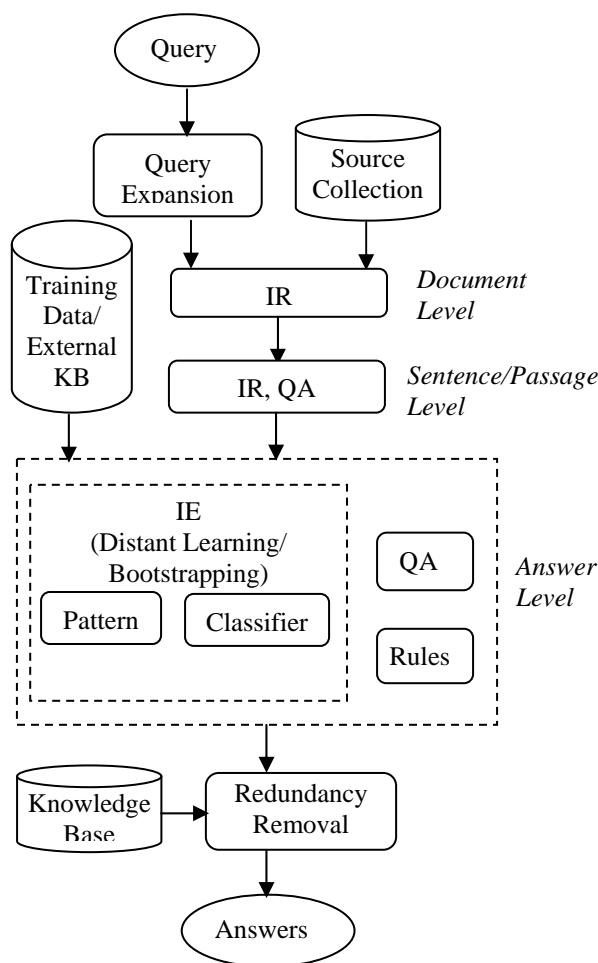 Query
Query
Expansion
Source
Collection
Training
Data/
External
KB
IR
Document
Level
IR, QA
Sentence/Passage
Level
IE
(Distant Learning/
Bootstrapping)
Pattern
Classifier
QA
Rules
Answer
Level
Knowledge
Base
Redundancy
Removal
Answers